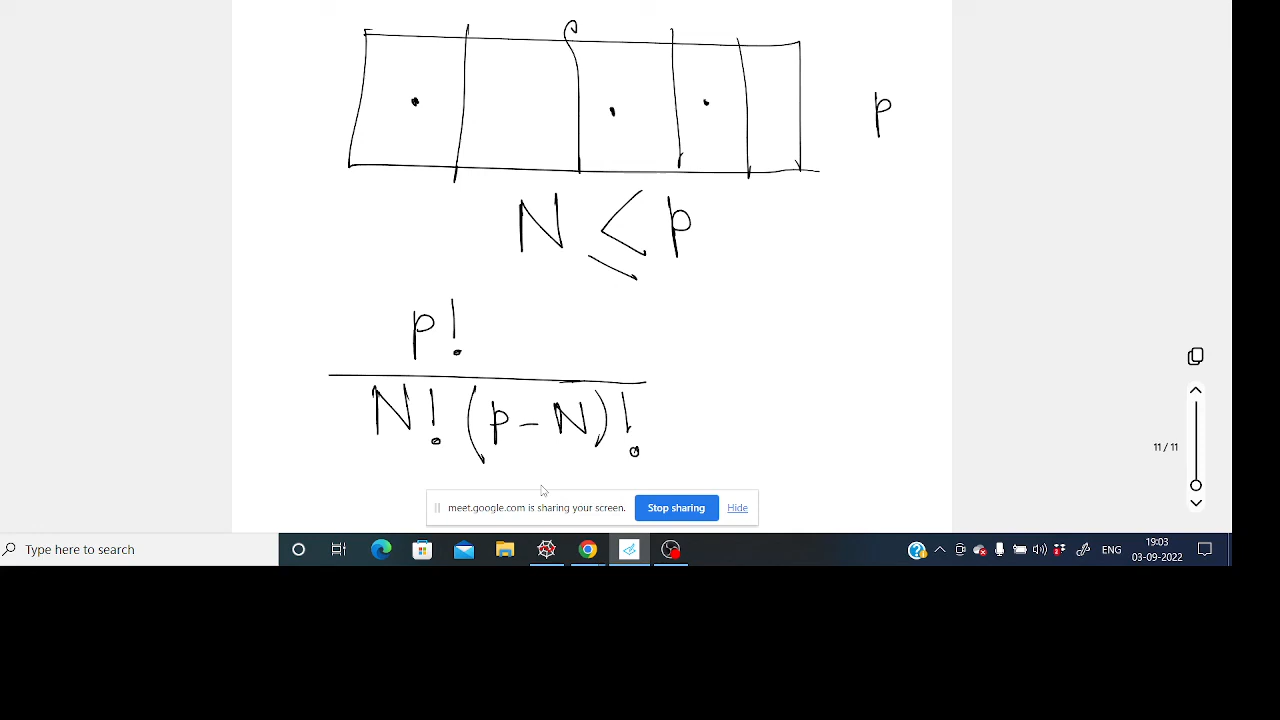 p
N ≤ p
p!
N! (p - N)!
11 / 11
meet.google.com is sharing your screen. Stop sharing Hide
Type here to search
ENG
19:03
03-09-2022